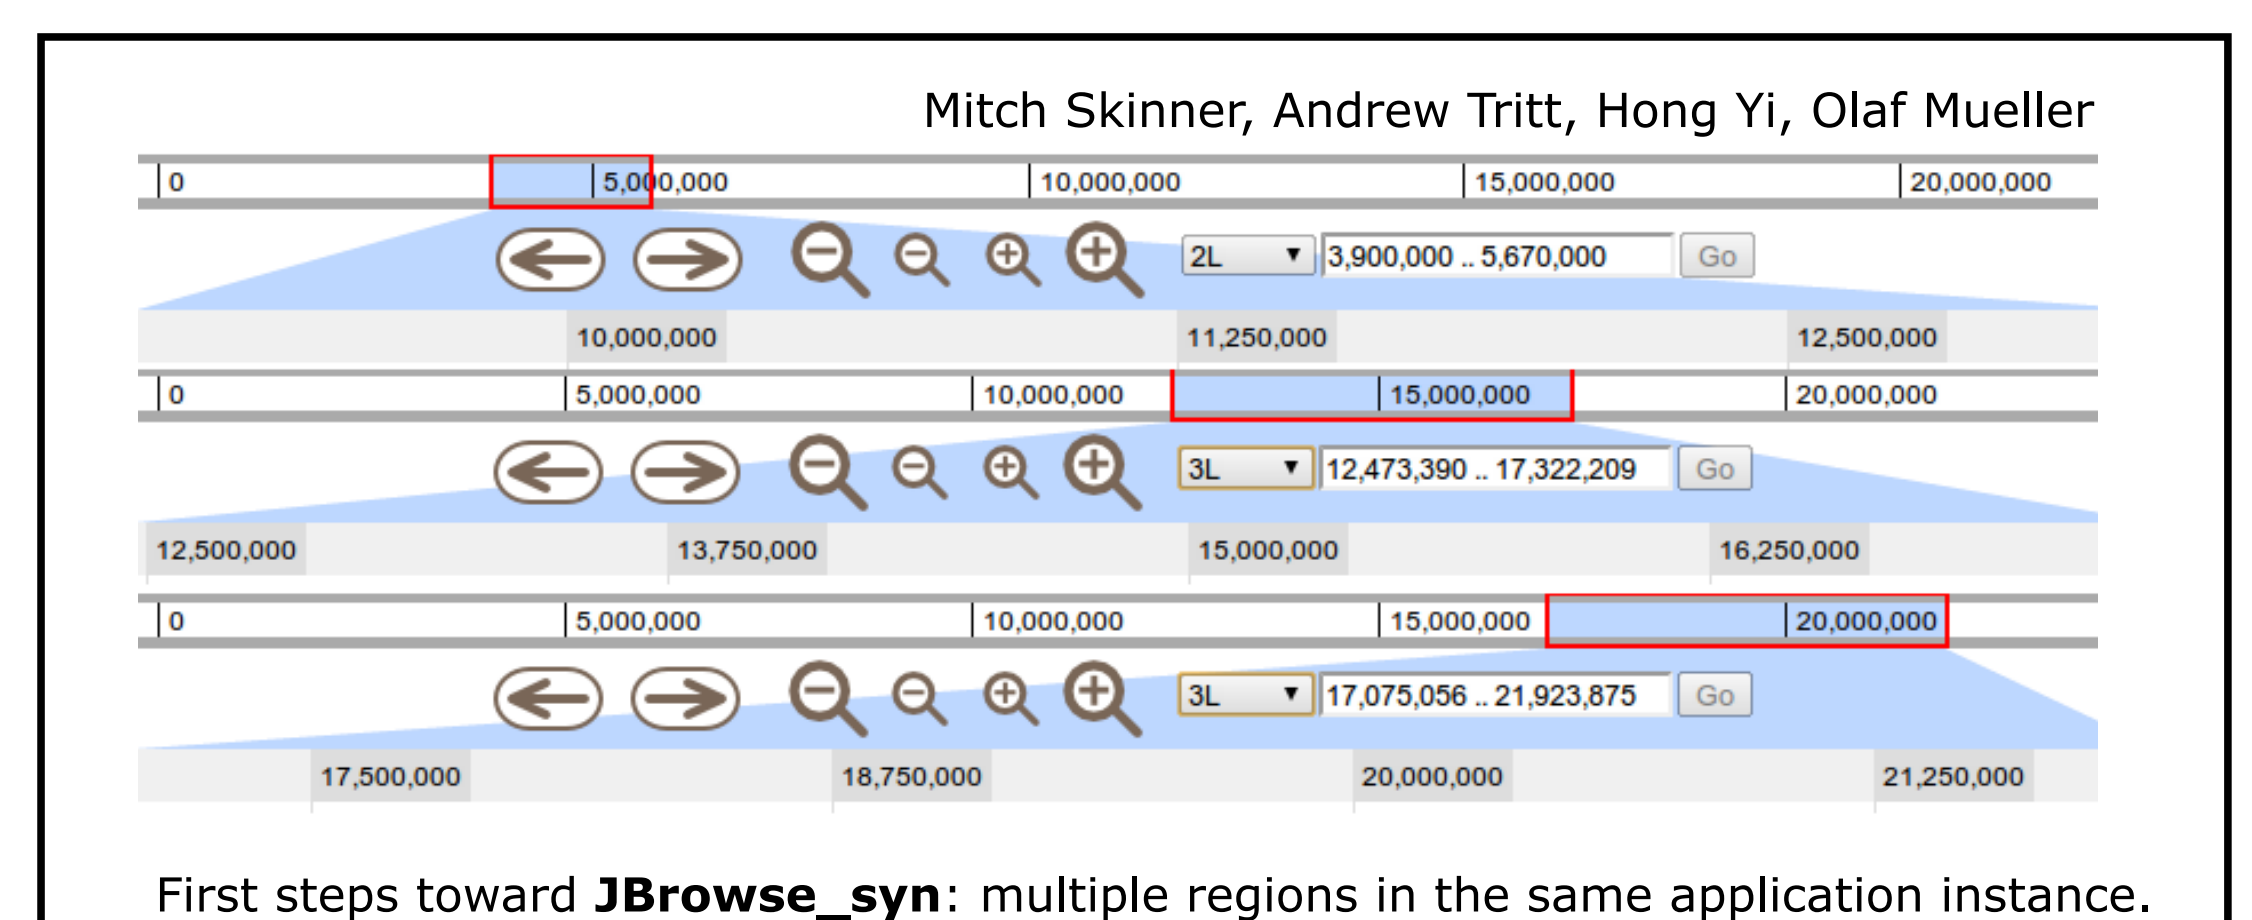 Mitch Skinner, Andrew Tritt, Hong Yi, Olaf Mueller
0 5,000,000 10,000,000 15,000,000 20,000,000
2L 3,900,000 .. 5,670,000 Go
10,000,000 11,250,000 12,500,000
0 5,000,000 10,000,000 15,000,000 20,000,000
3L 12,473,390 .. 17,322,209 Go
12,500,000 13,750,000 15,000,000 16,250,000
0 5,000,000 10,000,000 15,000,000 20,000,000
3L 17,075,056 .. 21,923,875 Go
17,500,000 18,750,000 20,000,000 21,250,000
First steps toward JBrowse_syn: multiple regions in the same application instance.